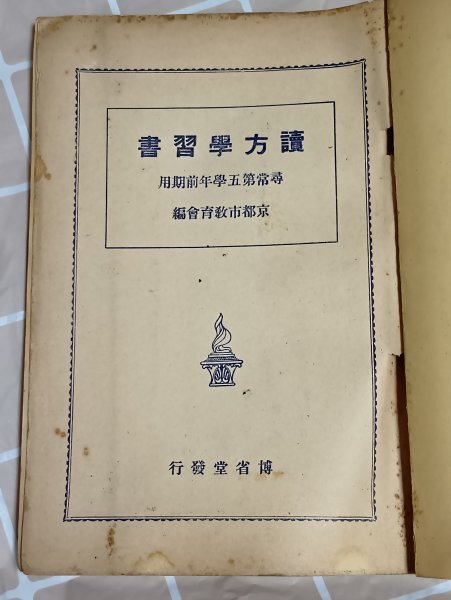 讀方學習書
尋常第五學年前期用
京都市敎育會編
博省堂發行